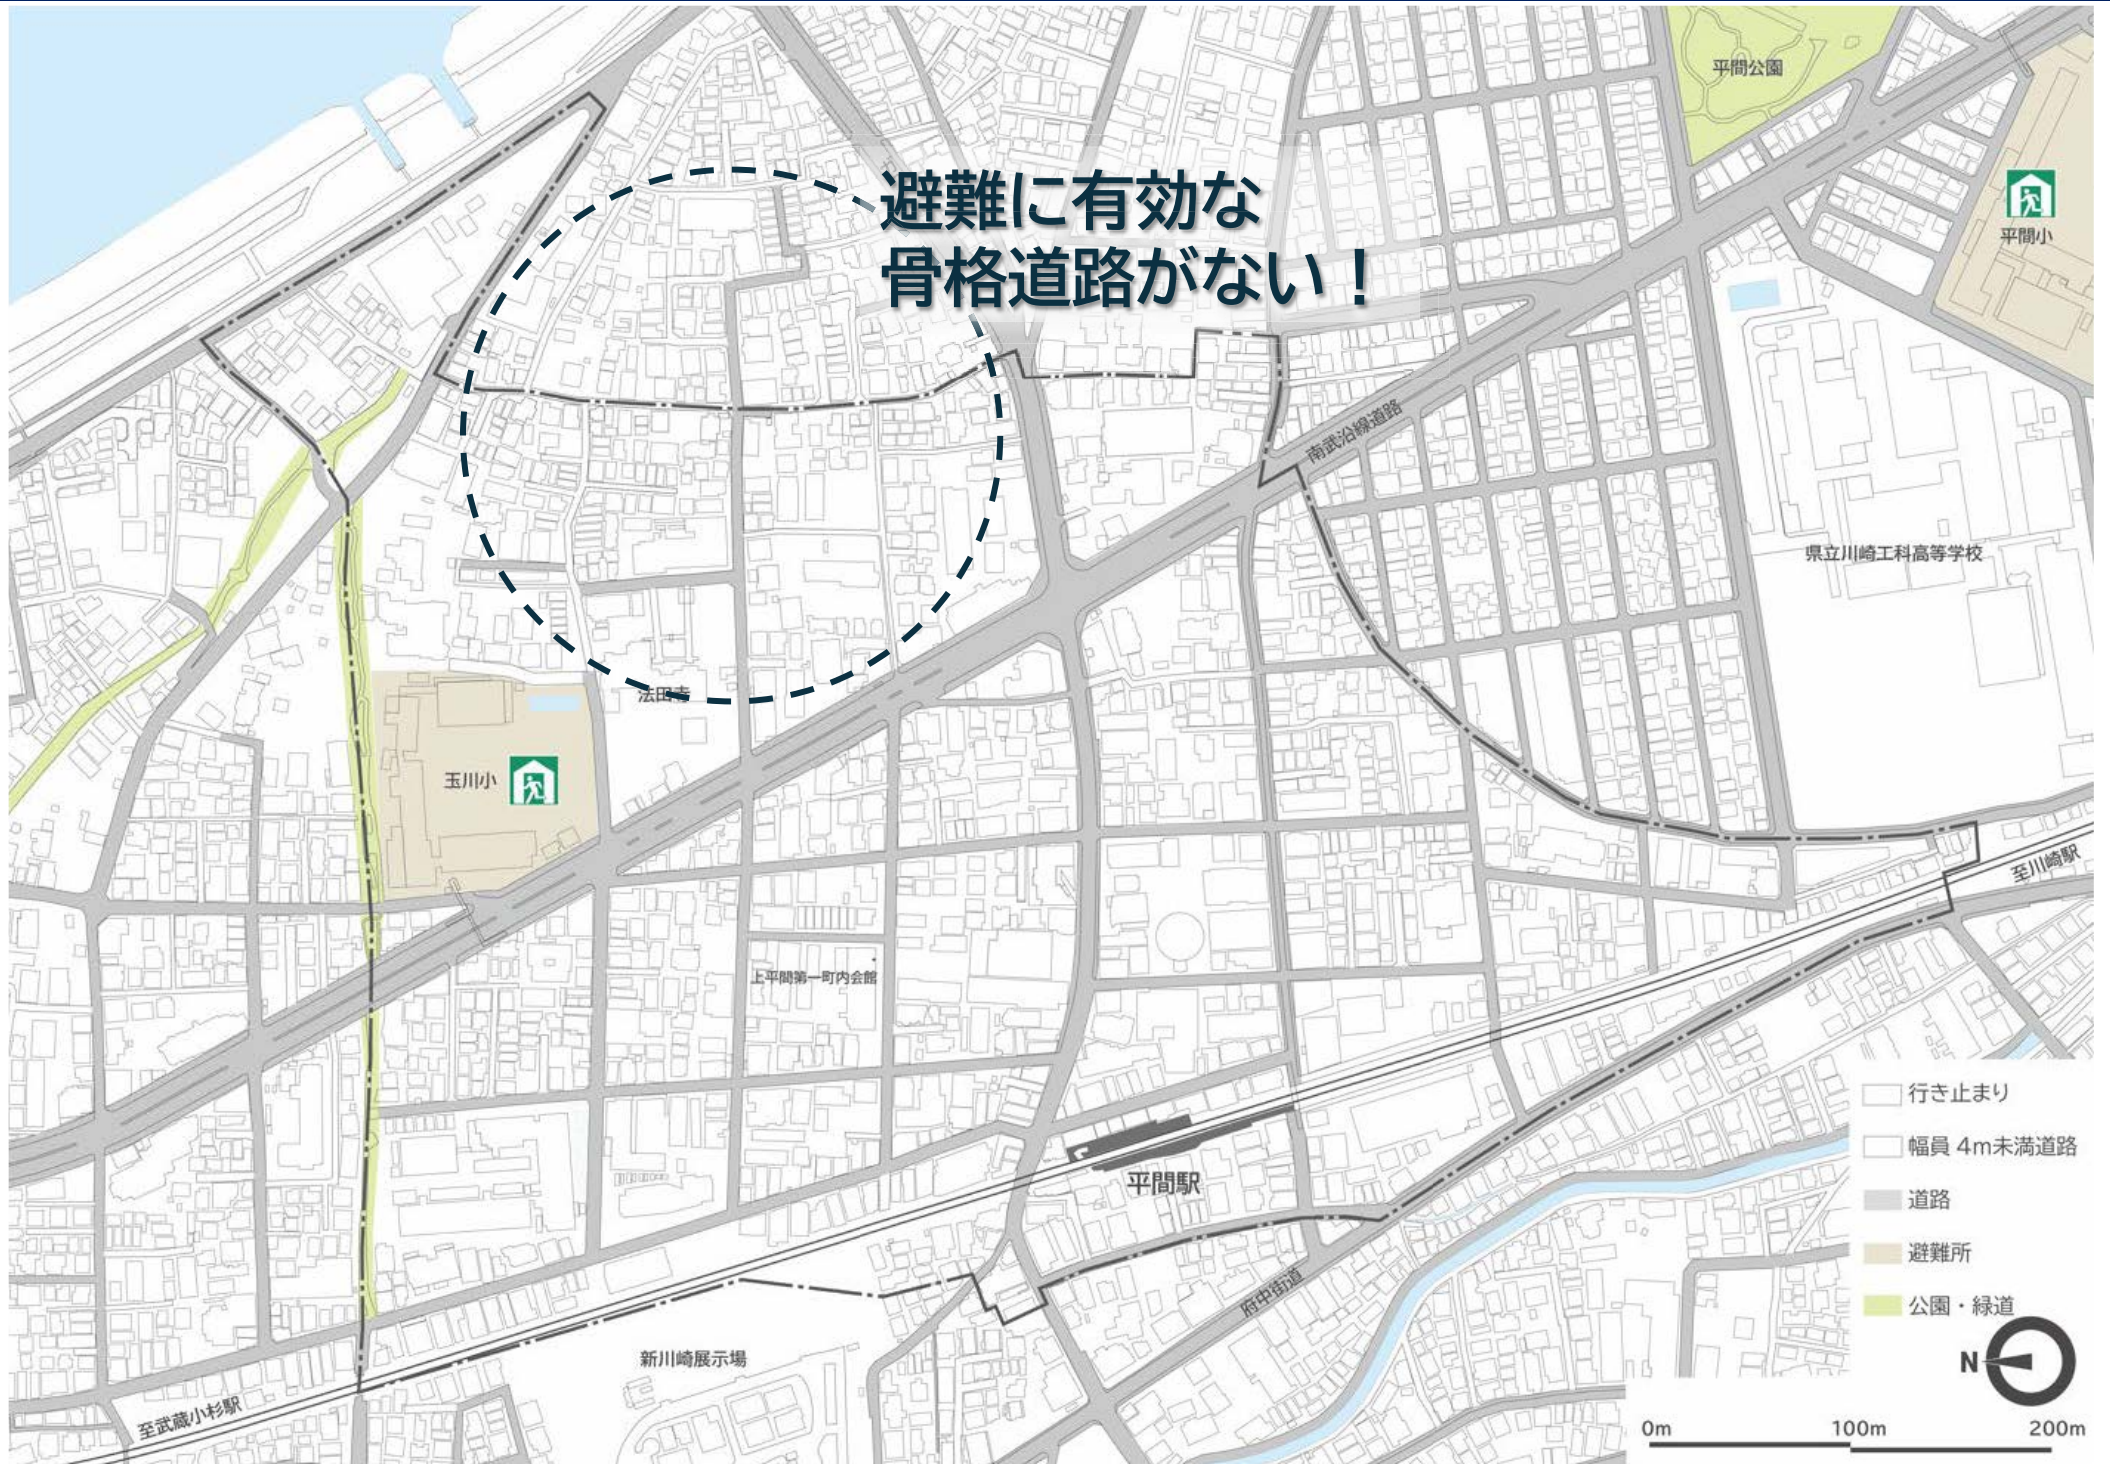 平間公園
避難に有効な
骨格道路がない！
平間小
南武沿線道路
県立川崎工科高等学校
法田寺
玉川小
至川崎駅
上平間第一町内会館
行き止まり
幅員 4m未満道路
道路
避難所
公園・緑道
平間駅
府中街道
新川崎展示場
至武蔵小杉駅
N
0m 100m 200m